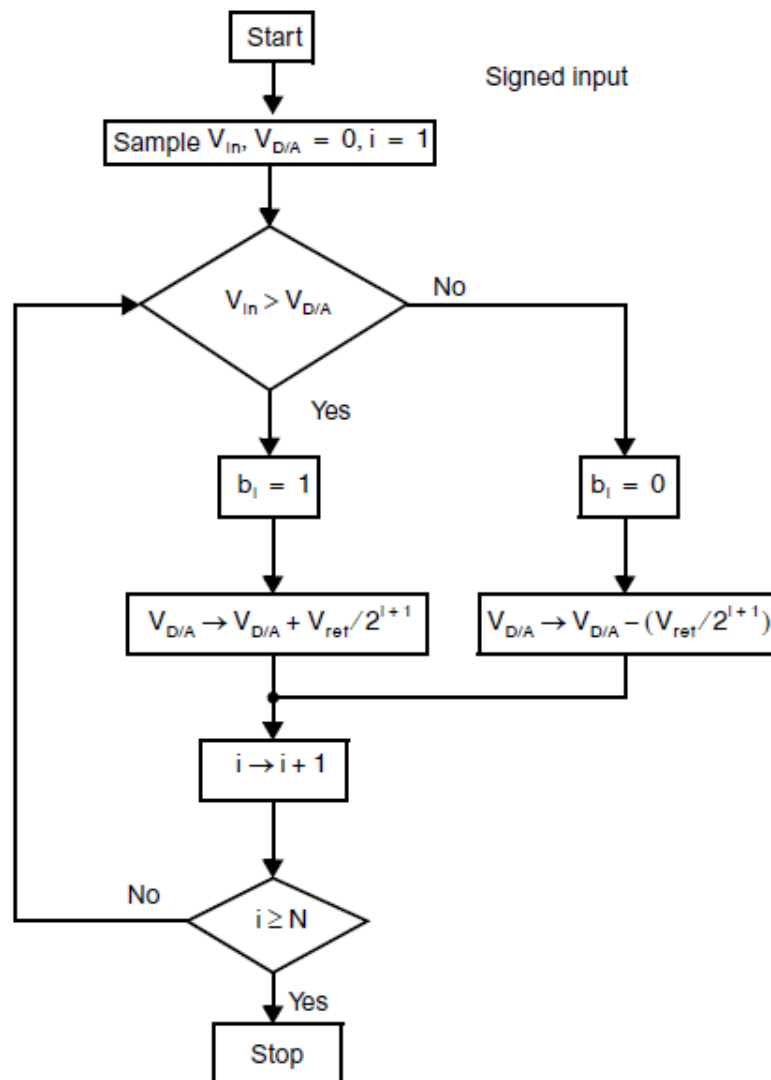 Start
Signed input
Sample V_In, V_D/A = 0, i = 1
V_In > V_D/A
No
Yes
b_i = 1
b_i = 0
V_D/A → V_D/A + V_ref/2^{i+1}
V_D/A → V_D/A – (V_ref/2^{i+1})
i → i + 1
No
i ≥ N
Yes
Stop